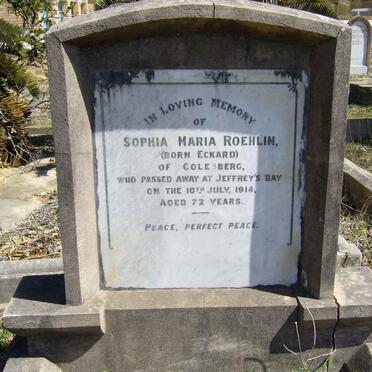 IN LOVING MEMORY
OF
SOPHIA MARIA ROEHLIN,
(BORN ECKARD)
OF COLESBERG,
WHO PASSED AWAY AT JEFFREY'S BAY
ON THE 10TH JULY, 1914,
AGED 72 YEARS.
PEACE, PERFECT PEACE.